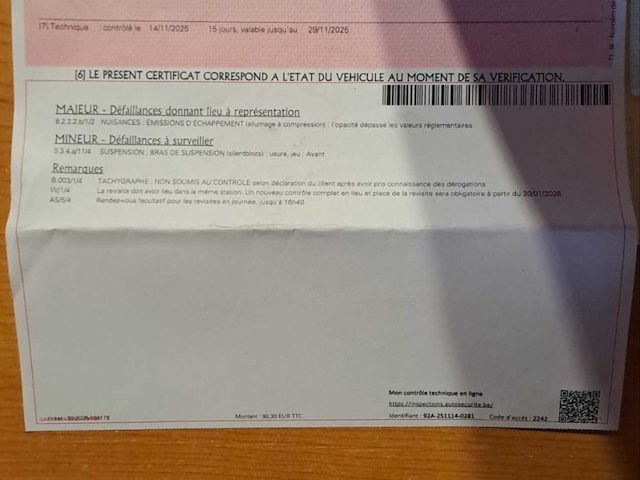 [7] Technique : contrôlé le 14/11/2025 15 jours, valable jusqu'au 29/11/2025
[6] LE PRESENT CERTIFICAT CORRESPOND A L'ETAT DU VEHICULE AU MOMENT DE SA VERIFICATION.
MAJEUR - Défaillances donnant lieu à représentation
8.2.2.2.b/1/2 NUISANCES : ÉMISSIONS D'ÉCHAPPEMENT (allumage à compression) : l'opacité dépasse les valeurs réglementaires
MINEUR - Défaillances à surveiller
5.3.4.a/11/4 SUSPENSION : BRAS DE SUSPENSION (silentblocs) : usure, jeu : Avant
Remarques
B.003/1/4 TACHYGRAPHE : NON SOUMIS AU CONTROLE selon déclaration du client après avoir pris connaissance des dérogations
VI/1/4 La revisite doit avoir lieu dans la même station. Un nouveau contrôle complet en lieu et place de la revisite sera obligatoire à partir du 30/01/2026
AS/5/4 Rendez-vous facultatif pour les revisites en journée, jusqu'à 16h40
Mon contrôle technique en ligne
https://inspections.autosecurite.be/
Montant : 90,30 EUR TTC Identifiant : 92A-251114-0281 Code d'accès : 2242